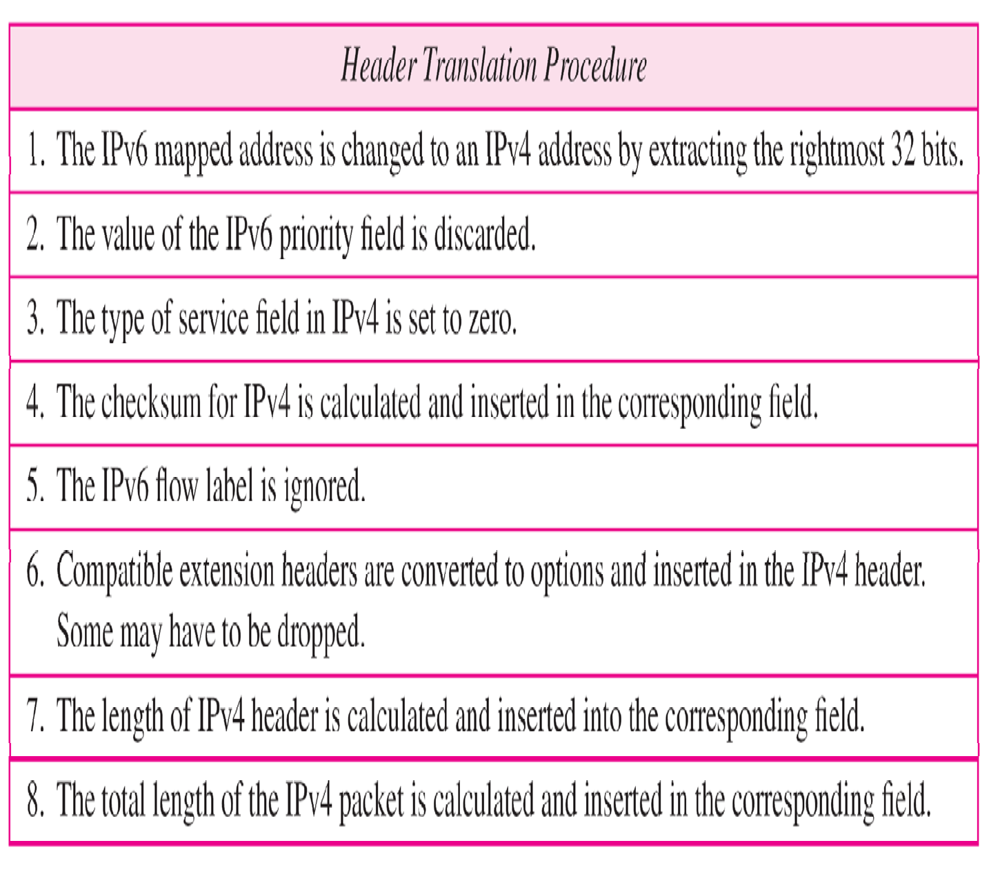 Header Translation Procedure
1. The IPv6 mapped address is changed to an IPv4 address by extracting the rightmost 32 bits.
2. The value of the IPv6 priority field is discarded.
3. The type of service field in IPv4 is set to zero.
4. The checksum for IPv4 is calculated and inserted in the corresponding field.
5. The IPv6 flow label is ignored.
6. Compatible extension headers are converted to options and inserted in the IPv4 header.
Some may have to be dropped.
7. The length of IPv4 header is calculated and inserted into the corresponding field.
8. The total length of the IPv4 packet is calculated and inserted in the corresponding field.